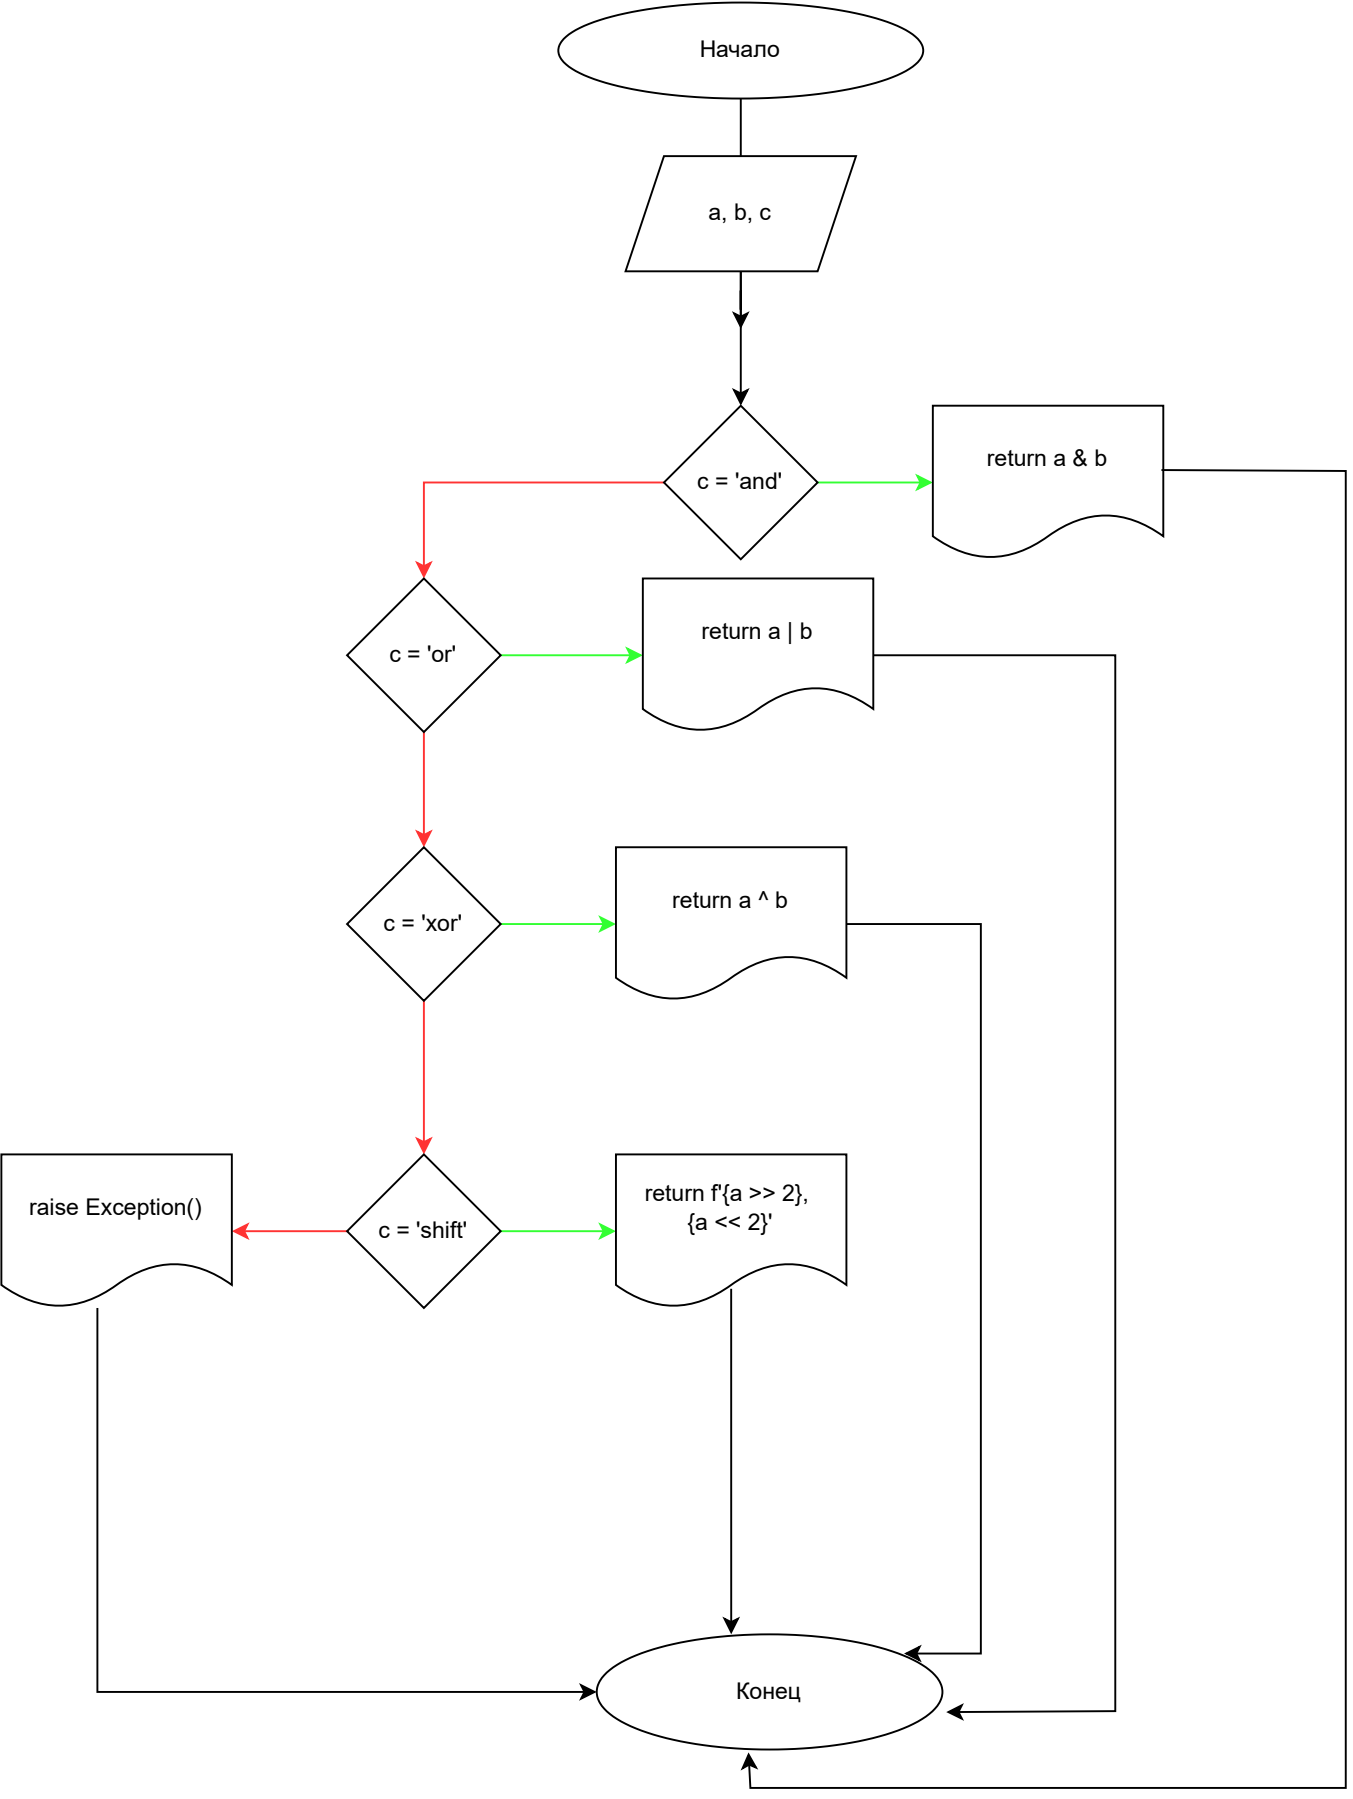 Начало
a, b, c
c = 'and'
return a & b
c = 'or'
return a | b
c = 'xor'
return a ^ b
raise Exception()
c = 'shift'
return f'{a >> 2},
{a << 2}'
Конец